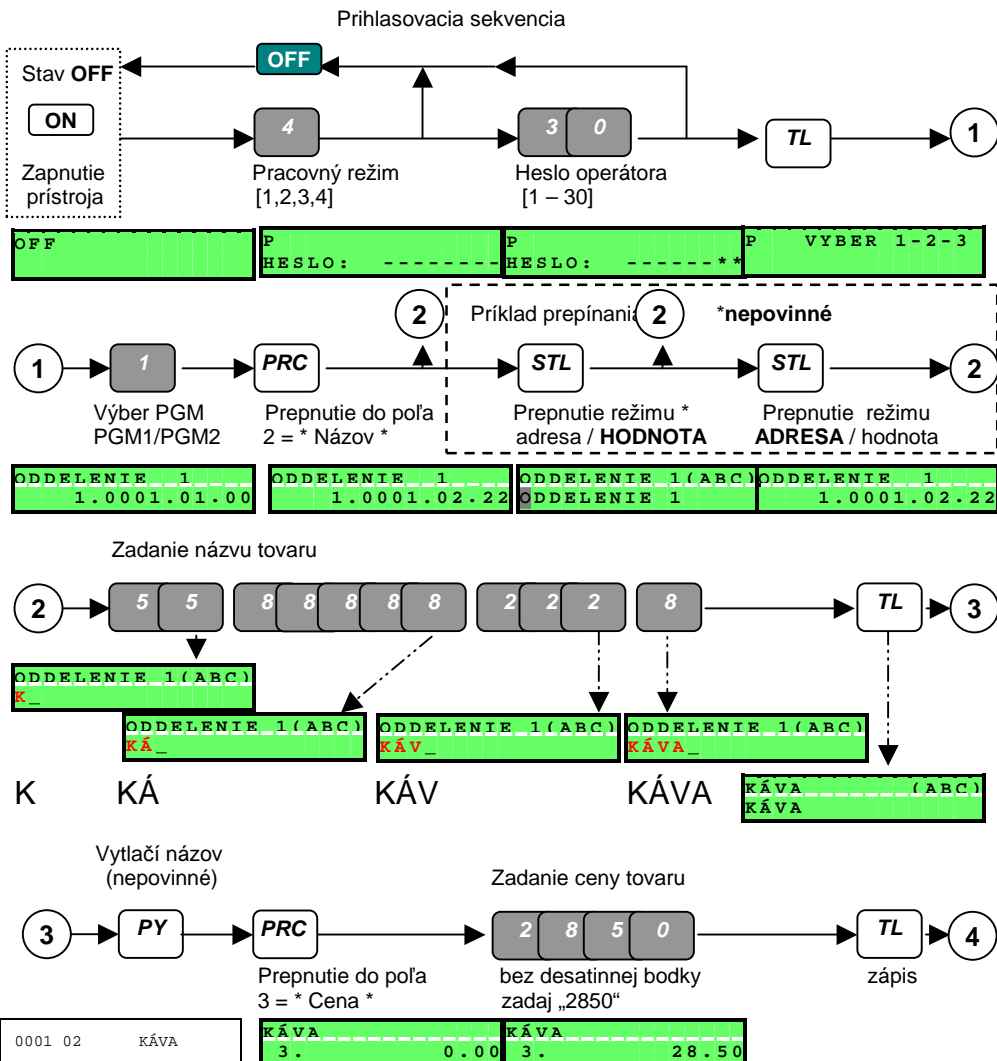 Prihlasovacia sekvencia
Stav OFF
OFF
ON
4
3 0
TL
1
Zapnutie
prístroja
Pracovný režim
[1,2,3,4]
Heslo operátora
[1 – 30]
OFF
P
HESLO: --------
P
HESLO: ------**
P VYBER 1-2-3
2
Príklad prepínania
2
*nepovinné
1
1
PRC
STL
STL
2
Výber PGM
PGM1/PGM2
Prepnutie do poľa
2 = * Názov *
Prepnutie režimu *
adresa / HODNOTA
Prepnutie režimu
ADRESA / hodnota
ODDELENIE 1
1.0001.01.00
ODDELENIE 1
1.0001.02.22
ODDELENIE 1(ABC)
ODDELENIE 1
ODDELENIE 1
1.0001.02.22
Zadanie názvu tovaru
2
5 5
8 8 8 8 8
2 2 2
8
TL
3
ODDELENIE 1(ABC)
K_
ODDELENIE 1(ABC)
KÁ_
ODDELENIE 1(ABC)
KÁV_
ODDELENIE 1(ABC)
KÁVA_
K
KÁ
KÁV
KÁVA
KÁVA (ABC)
KÁVA
Vytlačí názov
(nepovinné)
Zadanie ceny tovaru
3
PY
PRC
2 8 5 0
TL
4
Prepnutie do poľa
3 = * Cena *
bez desatinnej bodky
zadaj „2850“
zápis
0001 02 KÁVA
KÁVA
3. 0.00
KÁVA
3. 28.50